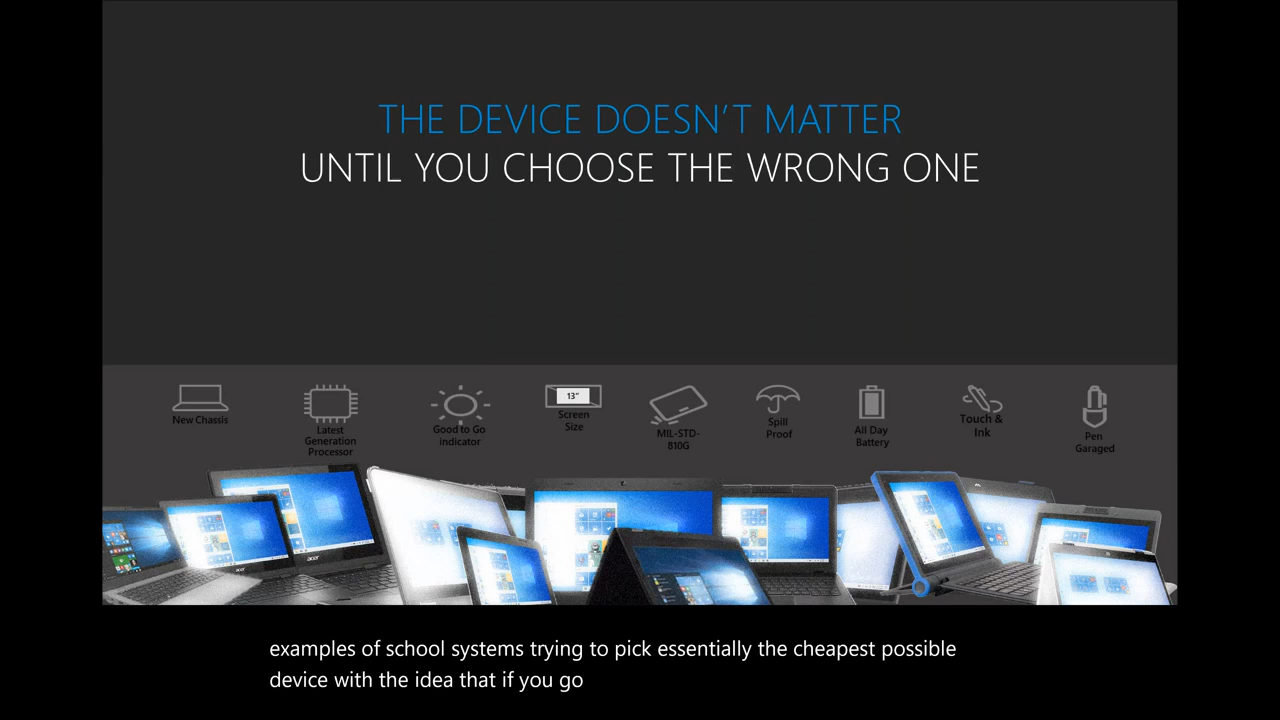 THE DEVICE DOESN'T MATTER
UNTIL YOU CHOOSE THE WRONG ONE
New Chassis
Latest
Generation
Processor
Good to Go
indicator
13"
Screen
Size
MIL-STD-
810G
Spill
Proof
All Day
Battery
Touch &
Ink
Pen
Garaged
acer
acer
examples of school systems trying to pick essentially the cheapest possible
device with the idea that if you go